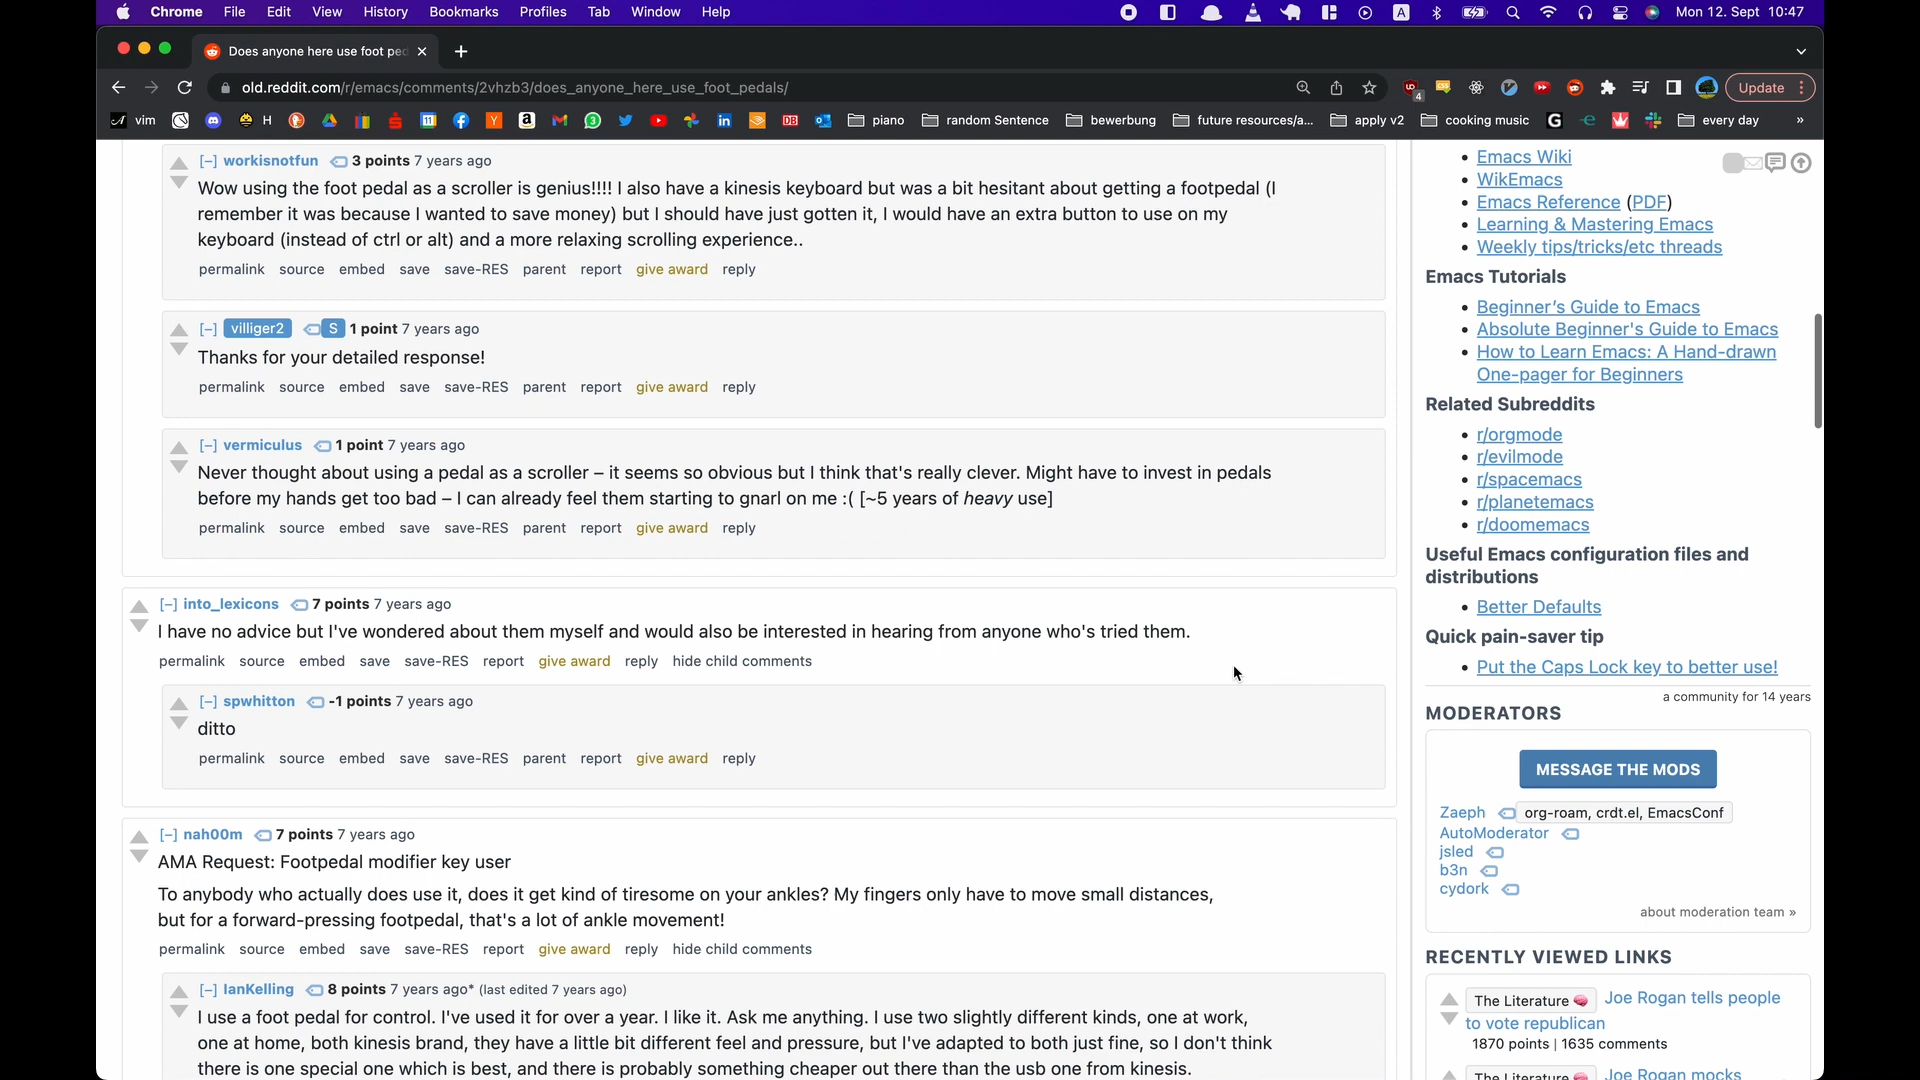 Chrome File Edit View History Bookmarks Profiles Tab Window Help A Mon 12. Sept 10:47
Does anyone here use foot ped
old.reddit.com/r/emacs/comments/2vhzb3/does_anyone_here_use_foot_pedals/ 4 Update
vim H piano random Sentence bewerbung future resources/a... apply v2 cooking music G every day »
[–] workisnotfun 3 points 7 years ago
Wow using the foot pedal as a scroller is genius!!!! I also have a kinesis keyboard but was a bit hesitant about getting a footpedal (I
remember it was because I wanted to save money) but I should have just gotten it, I would have an extra button to use on my
keyboard (instead of ctrl or alt) and a more relaxing scrolling experience..
permalink source embed save save-RES parent report give award reply
[–] villiger2 S 1 point 7 years ago
Thanks for your detailed response!
permalink source embed save save-RES parent report give award reply
[–] vermiculus 1 point 7 years ago
Never thought about using a pedal as a scroller – it seems so obvious but I think that's really clever. Might have to invest in pedals
before my hands get too bad – I can already feel them starting to gnarl on me :( [~5 years of heavy use]
permalink source embed save save-RES parent report give award reply
[–] into_lexicons 7 points 7 years ago
I have no advice but I've wondered about them myself and would also be interested in hearing from anyone who's tried them.
permalink source embed save save-RES report give award reply hide child comments
[–] spwhitton -1 points 7 years ago
ditto
permalink source embed save save-RES parent report give award reply
[–] nah00m 7 points 7 years ago
AMA Request: Footpedal modifier key user
To anybody who actually does use it, does it get kind of tiresome on your ankles? My fingers only have to move small distances,
but for a forward-pressing footpedal, that's a lot of ankle movement!
permalink source embed save save-RES report give award reply hide child comments
[–] IanKelling 8 points 7 years ago* (last edited 7 years ago)
I use a foot pedal for control. I've used it for over a year. I like it. Ask me anything. I use two slightly different kinds, one at work,
one at home, both kinesis brand, they have a little bit different feel and pressure, but I've adapted to both just fine, so I don't think
there is one special one which is best, and there is probably something cheaper out there than the usb one from kinesis.
Emacs Wiki
WikEmacs
Emacs Reference (PDF)
Learning & Mastering Emacs
Weekly tips/tricks/etc threads
Emacs Tutorials
Beginner's Guide to Emacs
Absolute Beginner's Guide to Emacs
How to Learn Emacs: A Hand-drawn
One-pager for Beginners
Related Subreddits
r/orgmode
r/evilmode
r/spacemacs
r/planetemacs
r/doomemacs
Useful Emacs configuration files and
distributions
Better Defaults
Quick pain-saver tip
Put the Caps Lock key to better use!
a community for 14 years
MODERATORS
MESSAGE THE MODS
Zaeph org-roam, crdt.el, EmacsConf
AutoModerator
jsled
b3n
cydork
about moderation team »
RECENTLY VIEWED LINKS
The Literature Joe Rogan tells people
to vote republican
1870 points | 1635 comments
The Literature Joe Rogan mocks